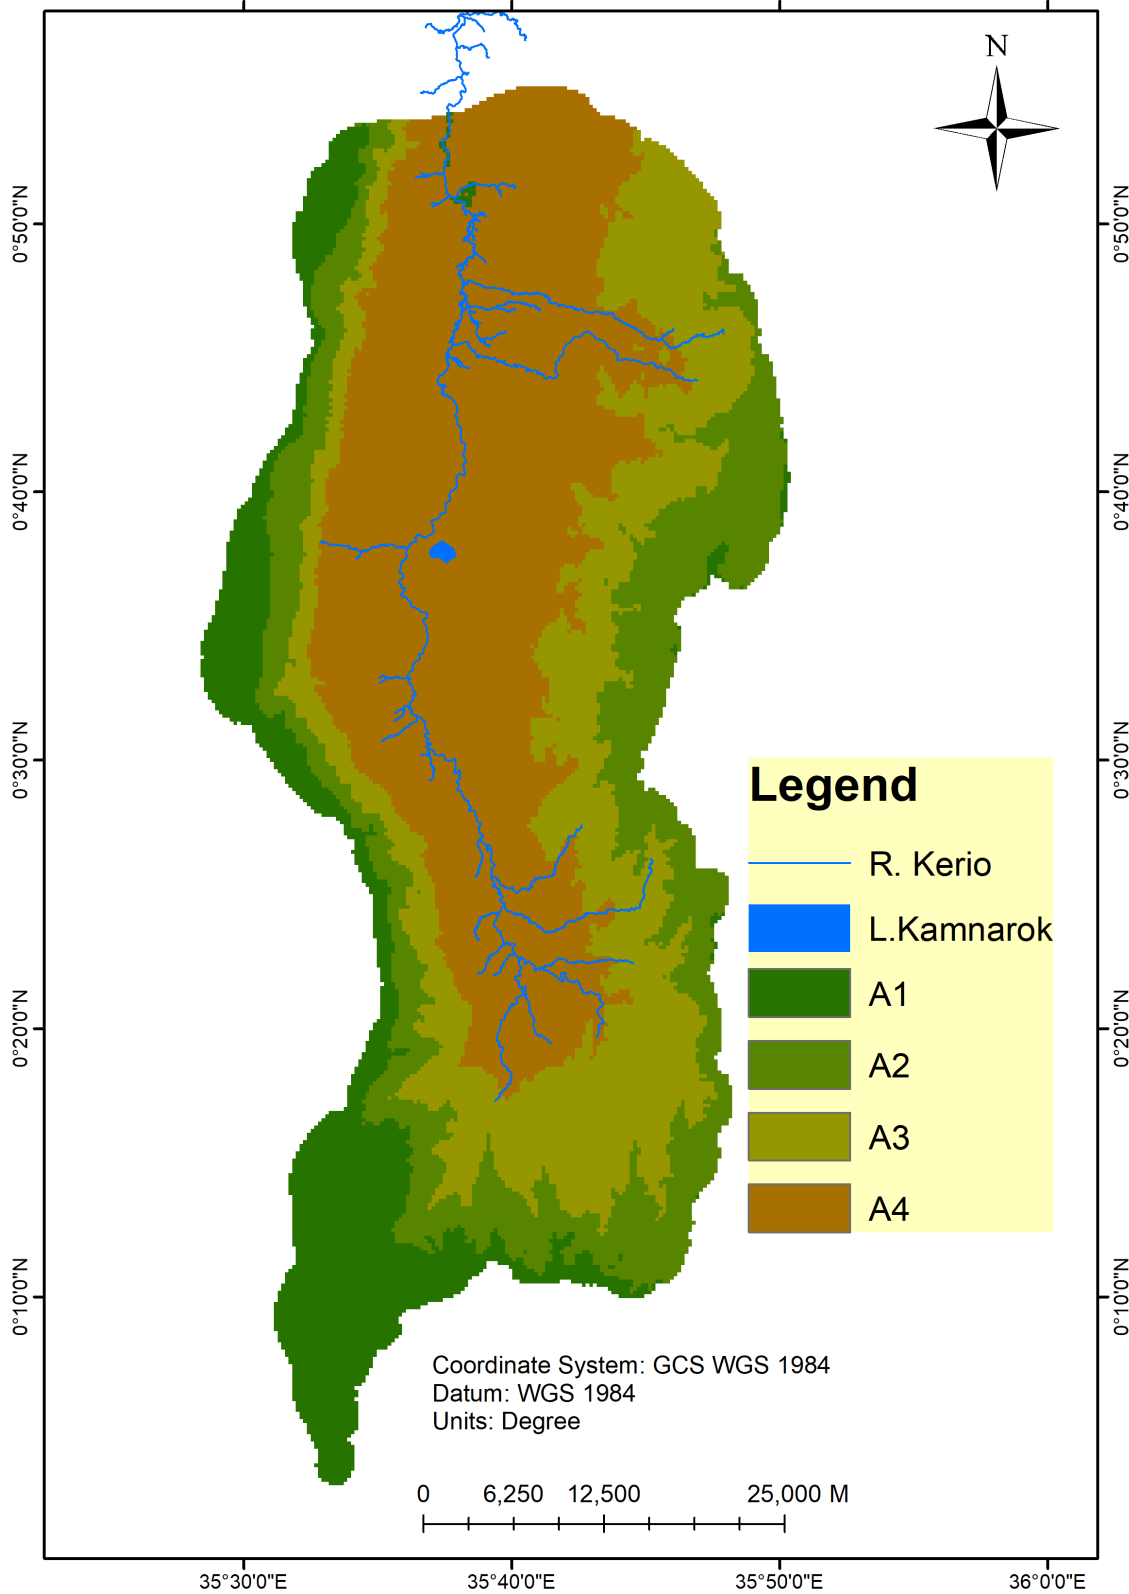 N
0°50'0"N
0°50'0"N
0°40'0"N
0°40'0"N
0°30'0"N
0°30'0"N
Legend
R. Kerio
L.Kamnarok
A1
A2
A3
A4
0°20'0"N
0°20'0"N
0°10'0"N
0°10'0"N
Coordinate System: GCS WGS 1984
Datum: WGS 1984
Units: Degree
0 6,250 12,500 25,000 M
35°30'0"E 35°40'0"E 35°50'0"E 36°0'0"E